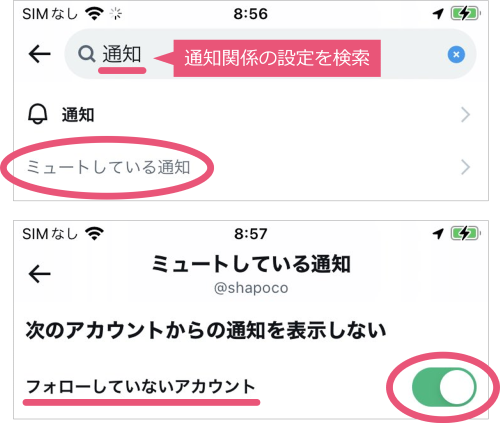 SIMなし 8:56
通知 通知関係の設定を検索
通知
ミュートしている通知
SIMなし 8:57
ミュートしている通知
@shapoco
次のアカウントからの通知を表示しない
フォローしていないアカウント